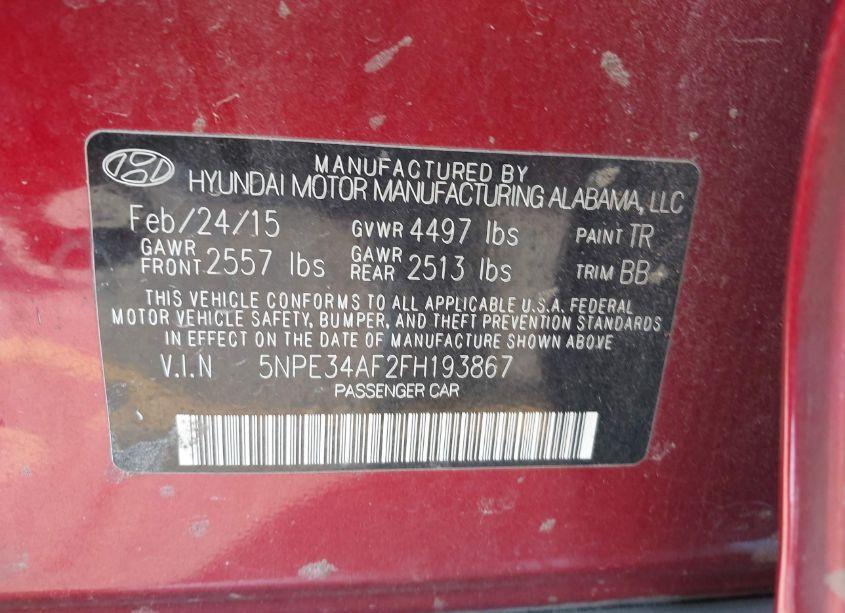 MANUFACTURED BY
HYUNDAI MOTOR MANUFACTURING ALABAMA, LLC
Feb/24/15 GVWR 4497 lbs PAINT TR
GAWR FRONT 2557 lbs GAWR REAR 2513 lbs TRIM BB
THIS VEHICLE CONFORMS TO ALL APPLICABLE U.S.A. FEDERAL
MOTOR VEHICLE SAFETY, BUMPER, AND THEFT PREVENTION STANDARDS
IN EFFECT ON THE DATE OF MANUFACTURE SHOWN ABOVE.
V.I.N 5NPE34AF2FH193867
PASSENGER CAR